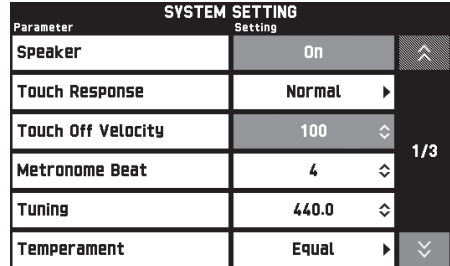 SYSTEM SETTING
Parameter Setting
Speaker On
Touch Response Normal
Touch Off Velocity 100
1/3
Metronome Beat 4
Tuning 440.0
Temperament Equal